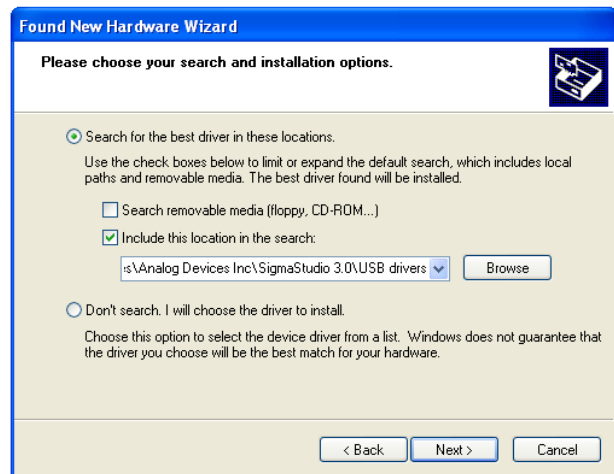 Found New Hardware Wizard
Please choose your search and installation options.
Search for the best driver in these locations.
Use the check boxes below to limit or expand the default search, which includes local
paths and removable media. The best driver found will be installed.
Search removable media (floppy, CD-ROM...)
Include this location in the search:
s\Analog Devices Inc\SigmaStudio 3.0\USB drivers
Browse
Don't search. I will choose the driver to install.
Choose this option to select the device driver from a list. Windows does not guarantee that
the driver you choose will be the best match for your hardware.
< Back
Next >
Cancel